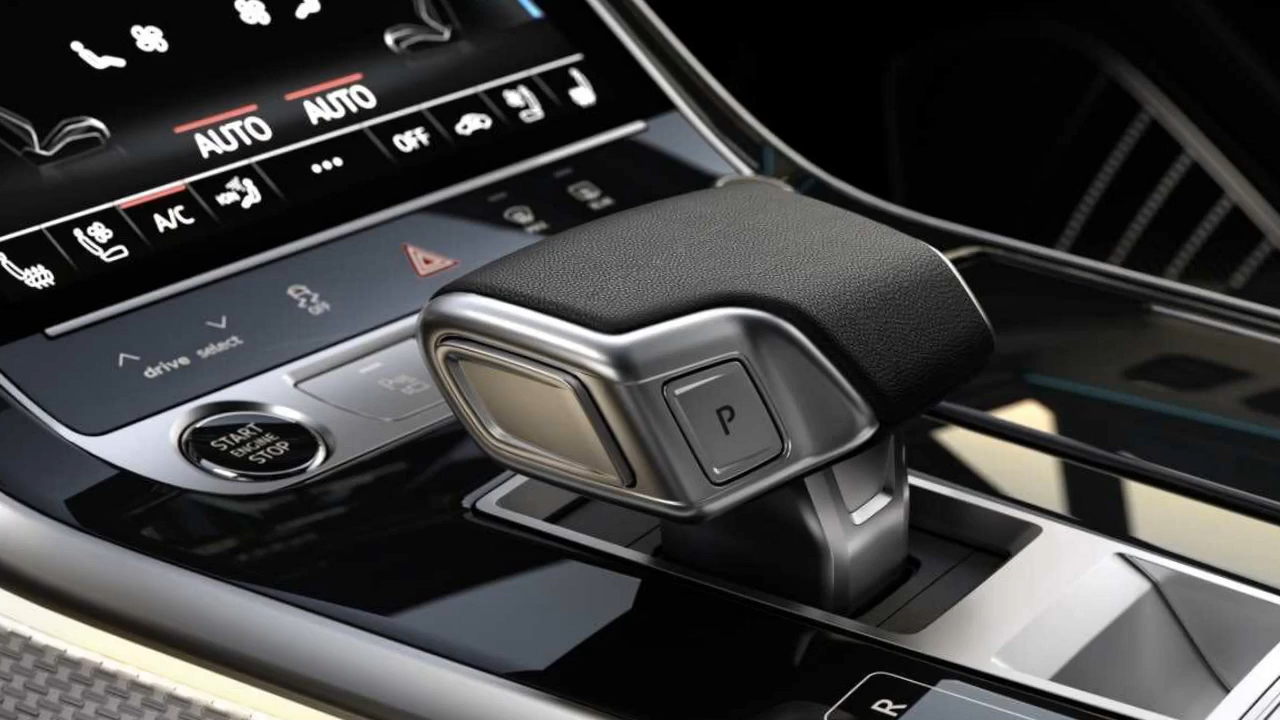 AUTO
AUTO
OFF
A/C
drive select
START
ENGINE
STOP
P
R